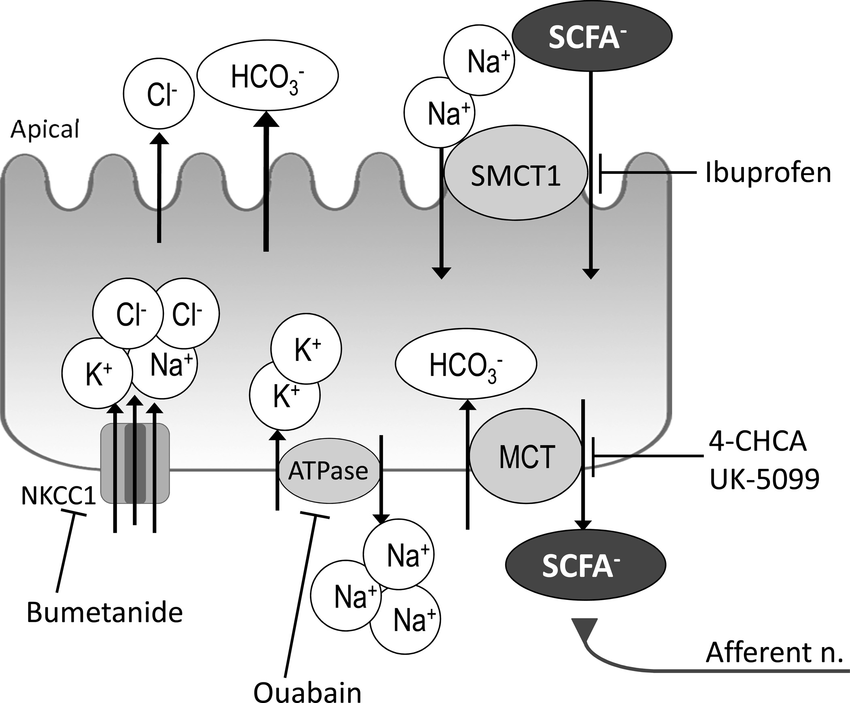 SCFA⁻
Na⁺
Na⁺
HCO₃⁻
Cl⁻
Apical
SMCT1
Ibuprofen
Cl⁻
Cl⁻
K⁺
Na⁺
K⁺
K⁺
HCO₃⁻
NKCC1
ATPase
MCT
4-CHCA
UK-5099
Bumetanide
Na⁺
Na⁺
Na⁺
SCFA⁻
Ouabain
Afferent n.